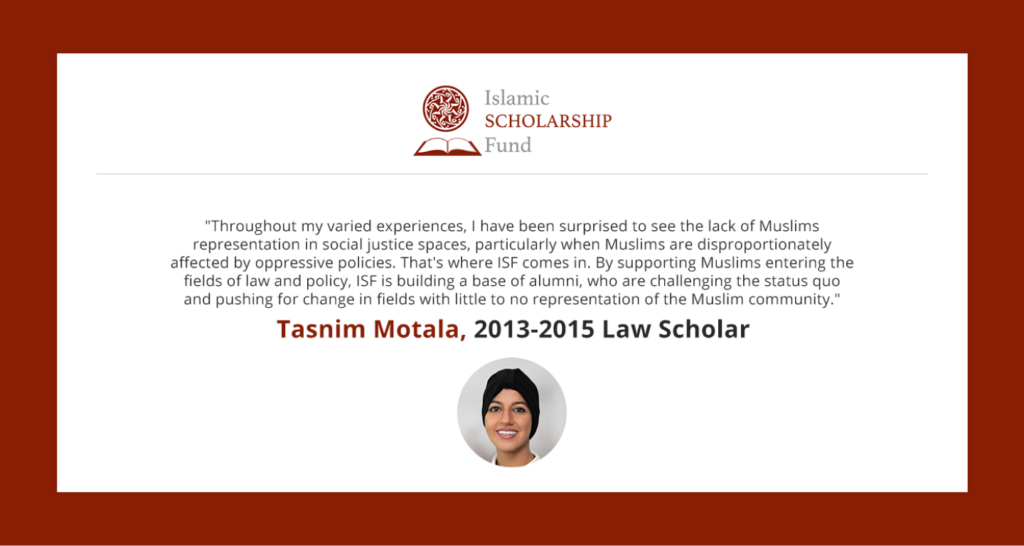 Islamic
SCHOLARSHIP
Fund
"Throughout my varied experiences, I have been surprised to see the lack of Muslims
representation in social justice spaces, particularly when Muslims are disproportionately
affected by oppressive policies. That's where ISF comes in. By supporting Muslims entering the
fields of law and policy, ISF is building a base of alumni, who are challenging the status quo
and pushing for change in fields with little to no representation of the Muslim community."
Tasnim Motala, 2013-2015 Law Scholar